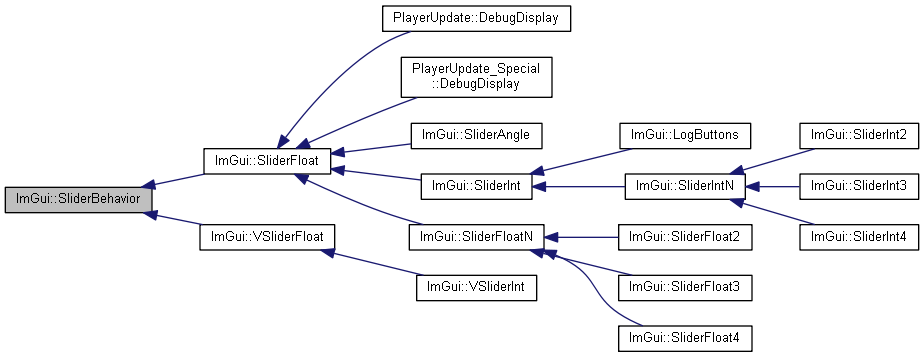 PlayerUpdate::DebugDisplay
PlayerUpdate_Special
::DebugDisplay
ImGui::SliderAngle
ImGui::LogButtons
ImGui::SliderInt2
ImGui::SliderFloat
ImGui::SliderInt
ImGui::SliderIntN
ImGui::SliderInt3
ImGui::SliderBehavior
ImGui::VSliderFloat
ImGui::SliderFloatN
ImGui::SliderFloat2
ImGui::SliderInt4
ImGui::VSliderInt
ImGui::SliderFloat3
ImGui::SliderFloat4